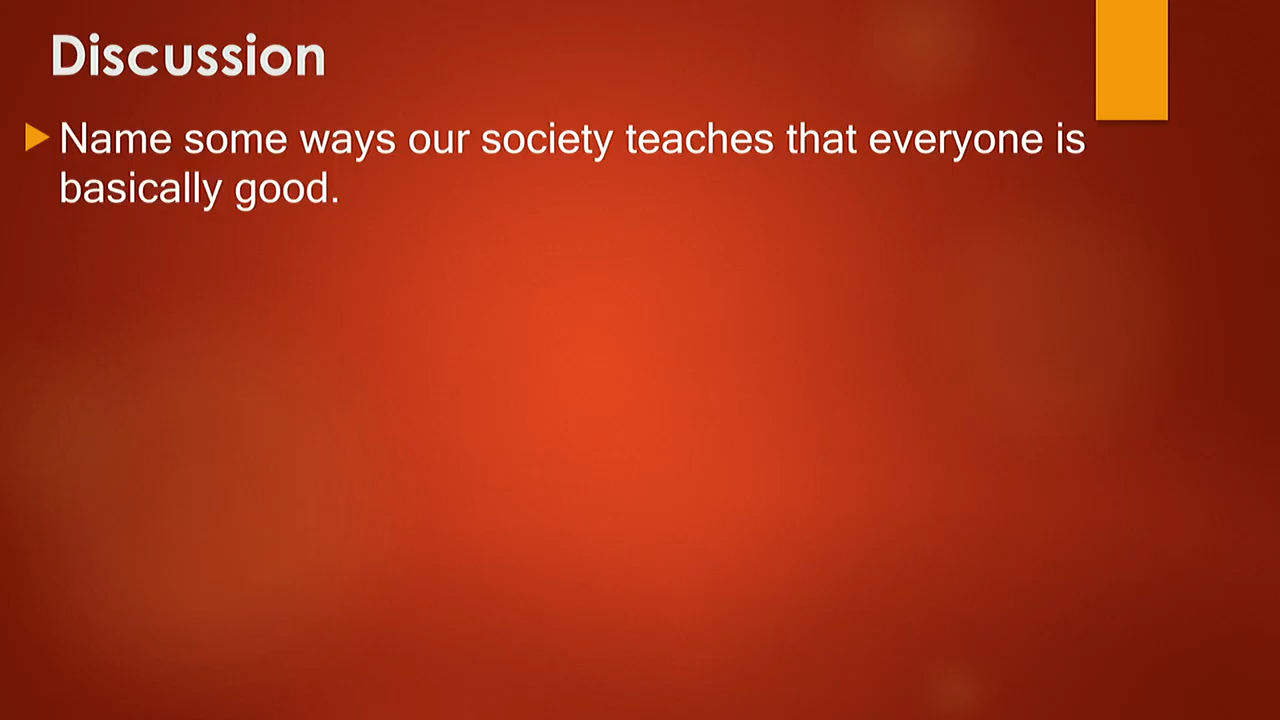 Discussion
Name some ways our society teaches that everyone is
basically good.